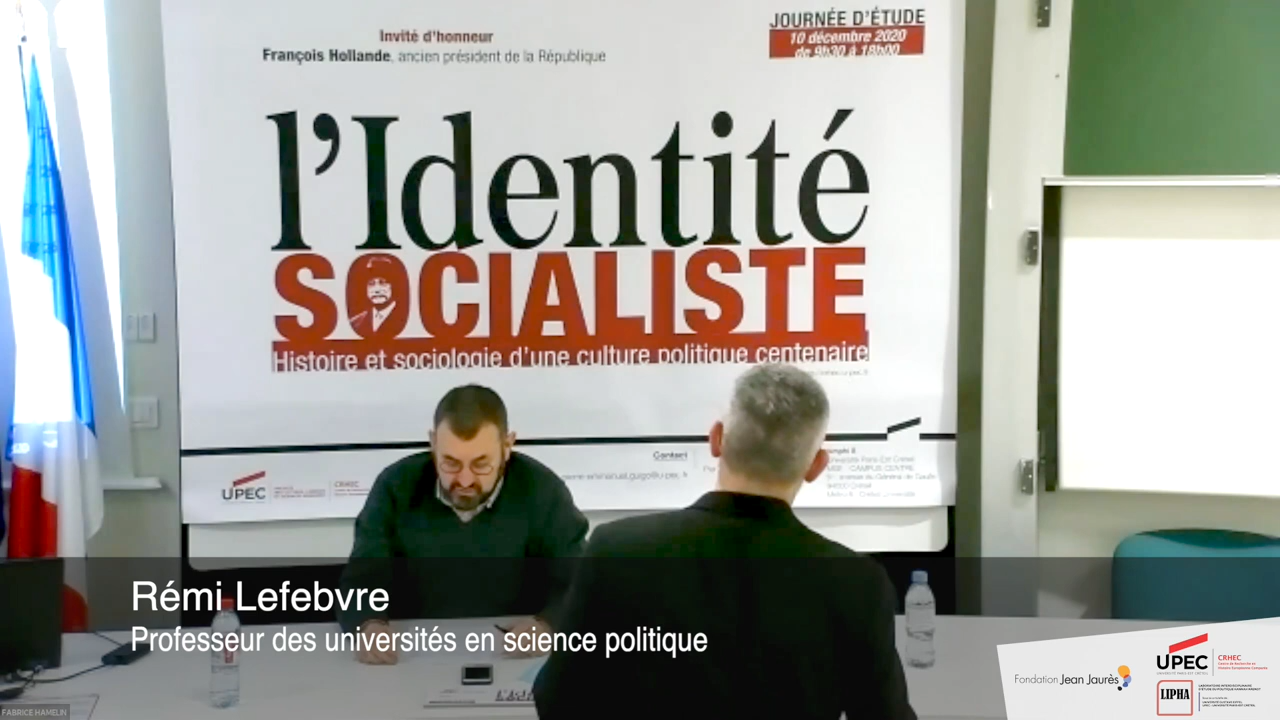 JOURNÉE D'ÉTUDE
10 décembre 2020
de 9h30 à 18h00
Invité d'honneur
François Hollande, ancien président de la République
l'Identité
SOCIALISTE
Histoire et sociologie d'une culture politique centenaire
Contact
UPEC
CRHEC
Rémi Lefebvre
Professeur des universités en science politique
Fondation Jean Jaurès
UPEC
CRHEC
LIPHA
FABRICE HAMELIN